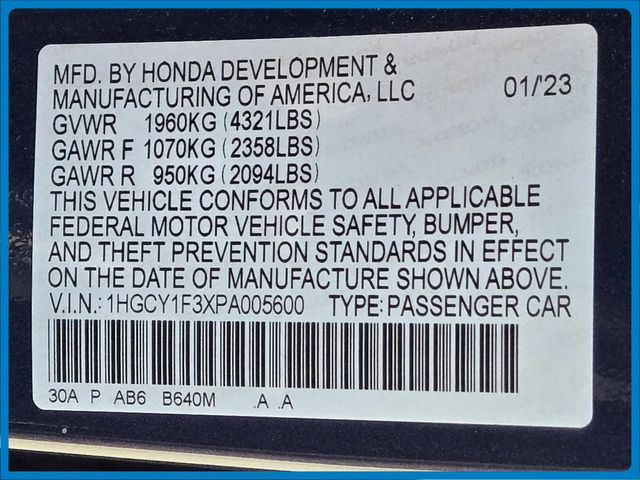 MFD. BY HONDA DEVELOPMENT &
MANUFACTURING OF AMERICA, LLC 01/'23
GVWR 1960KG (4321LBS)
GAWR F 1070KG (2358LBS)
GAWR R 950KG (2094LBS)
THIS VEHICLE CONFORMS TO ALL APPLICABLE
FEDERAL MOTOR VEHICLE SAFETY, BUMPER,
AND THEFT PREVENTION STANDARDS IN EFFECT
ON THE DATE OF MANUFACTURE SHOWN ABOVE.
V.I.N.: 1HGCY1F3XPA005600 TYPE: PASSENGER CAR
30A P AB6 B640M .A .A